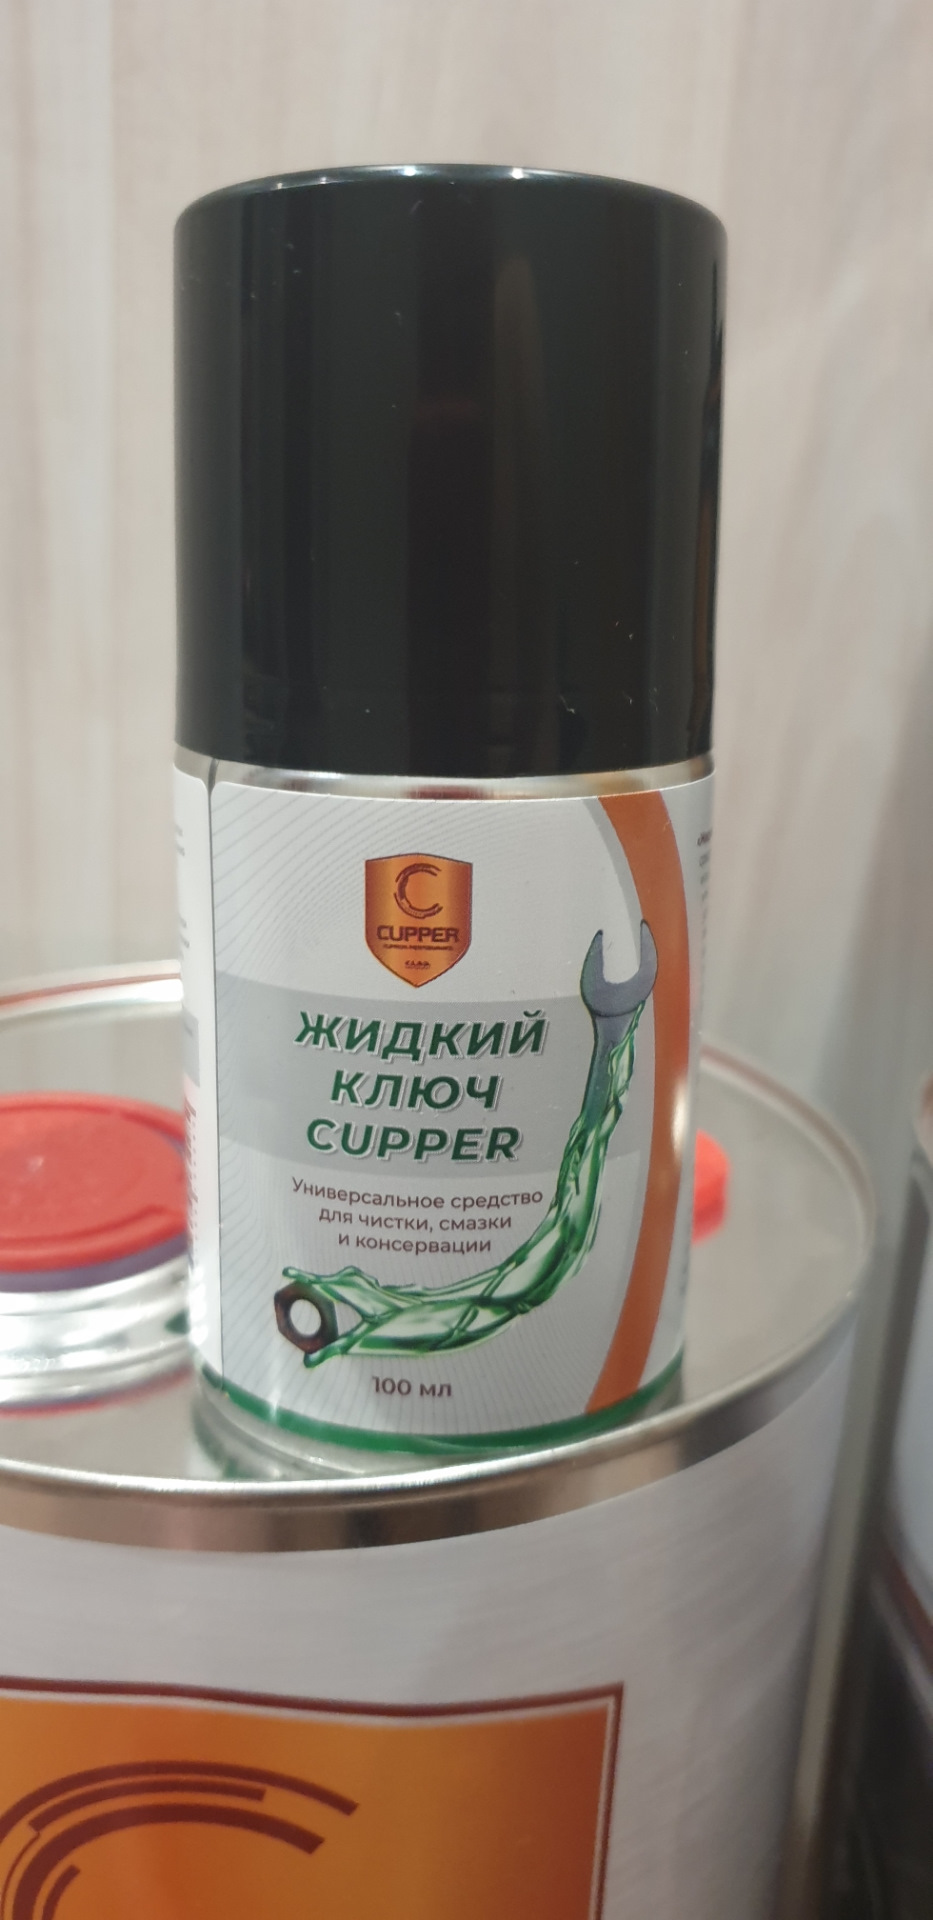 CUPPER
ЖИДКИЙ
КЛЮЧ
CUPPER
Универсальное средство
для чистки, смазки
и консервации
100 мл